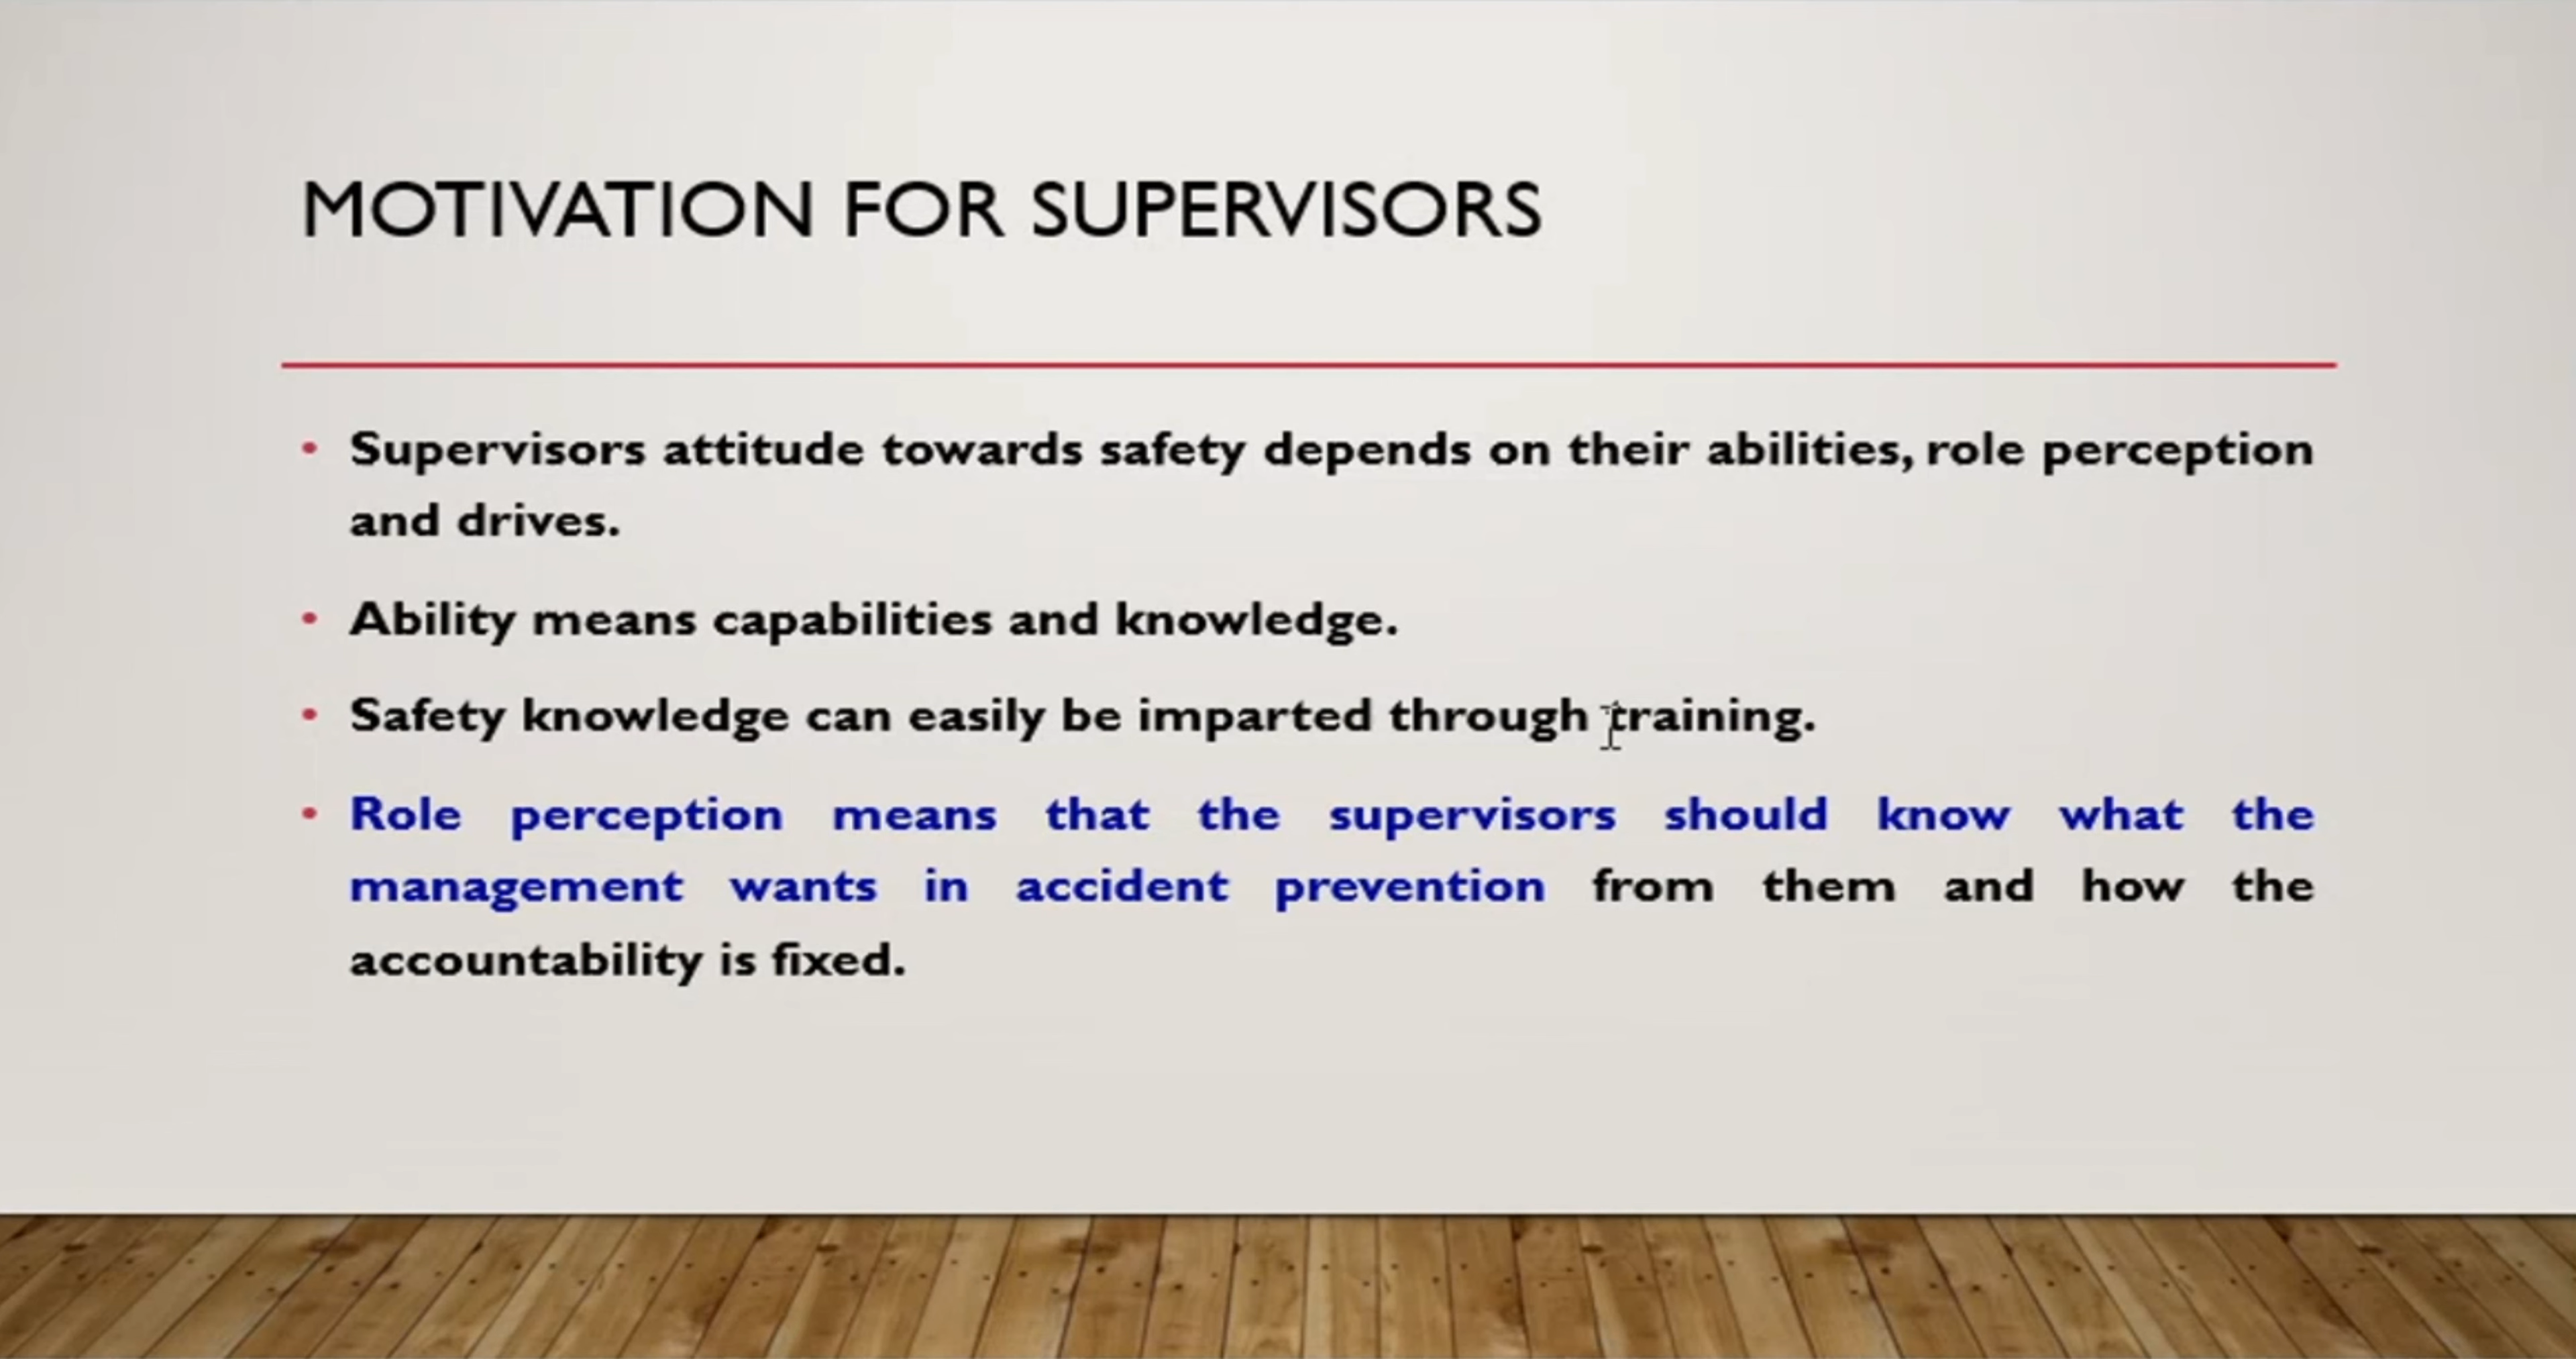 MOTIVATION FOR SUPERVISORS
• Supervisors attitude towards safety depends on their abilities, role perception
and drives.
• Ability means capabilities and knowledge.
• Safety knowledge can easily be imparted through training.
• Role perception means that the supervisors should know what the
management wants in accident prevention from them and how the
accountability is fixed.